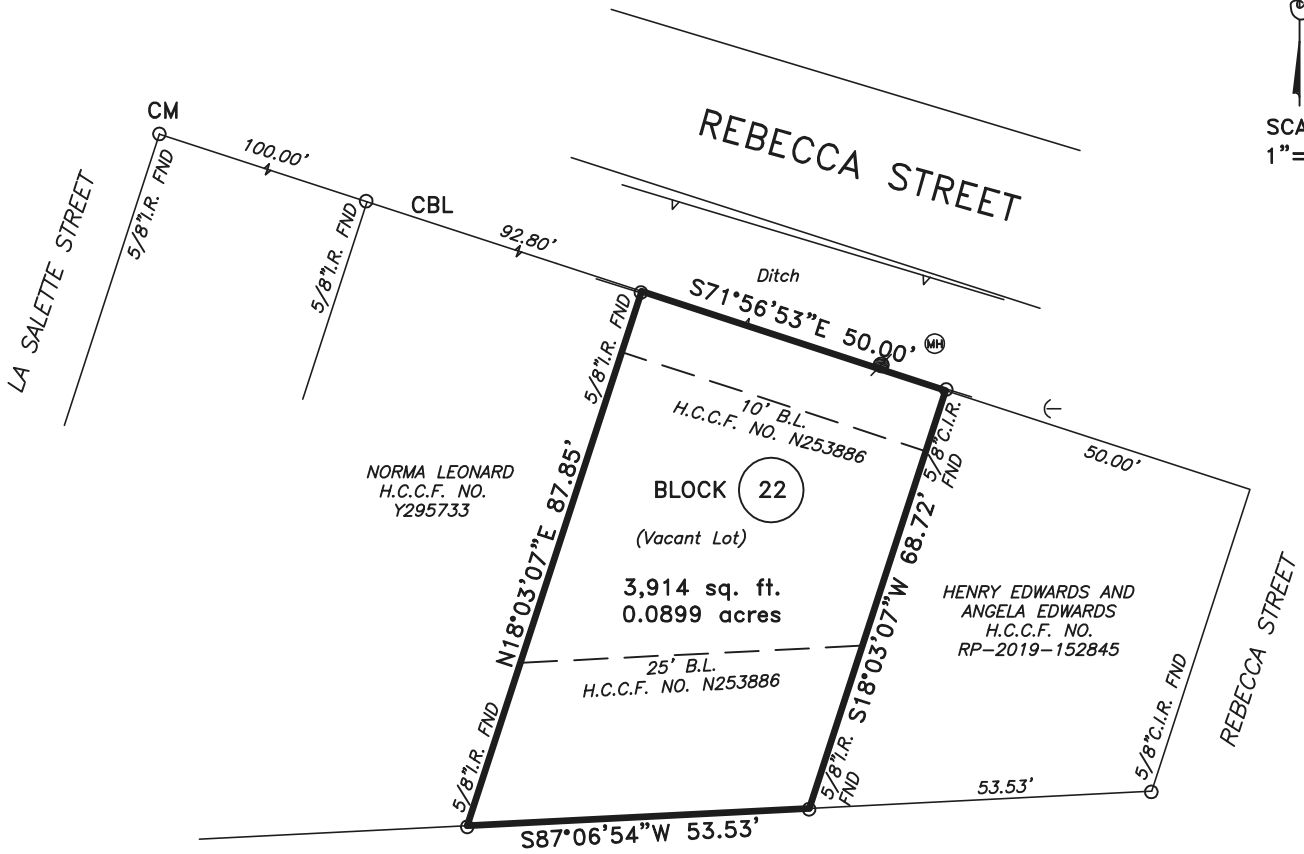 CM
100.00'
5/8"I.R. FND
LA SALETTE STREET
5/8"I.R. FND
CBL
92.80'
REBECCA STREET
1"=
Ditch
S71°56'53"E 50.00'
MH
5/8"I.R. FND
10' B.L.
H.C.C.F. NO. N253886
5/8"C.I.R.
FND
50.00'
NORMA LEONARD
H.C.C.F. NO.
Y295733
N18°03'07"E 87.85'
BLOCK 22
(Vacant Lot)
3,914 sq. ft.
0.0899 acres
S18°03'07"W 68.72'
HENRY EDWARDS AND
ANGELA EDWARDS
H.C.C.F. NO.
RP-2019-152845
REBECCA STREET
25' B.L.
H.C.C.F. NO. N253886
5/8"I.R. FND
5/8"I.R.
FND
5/8"C.I.R. FND
53.53'
S87°06'54"W 53.53'